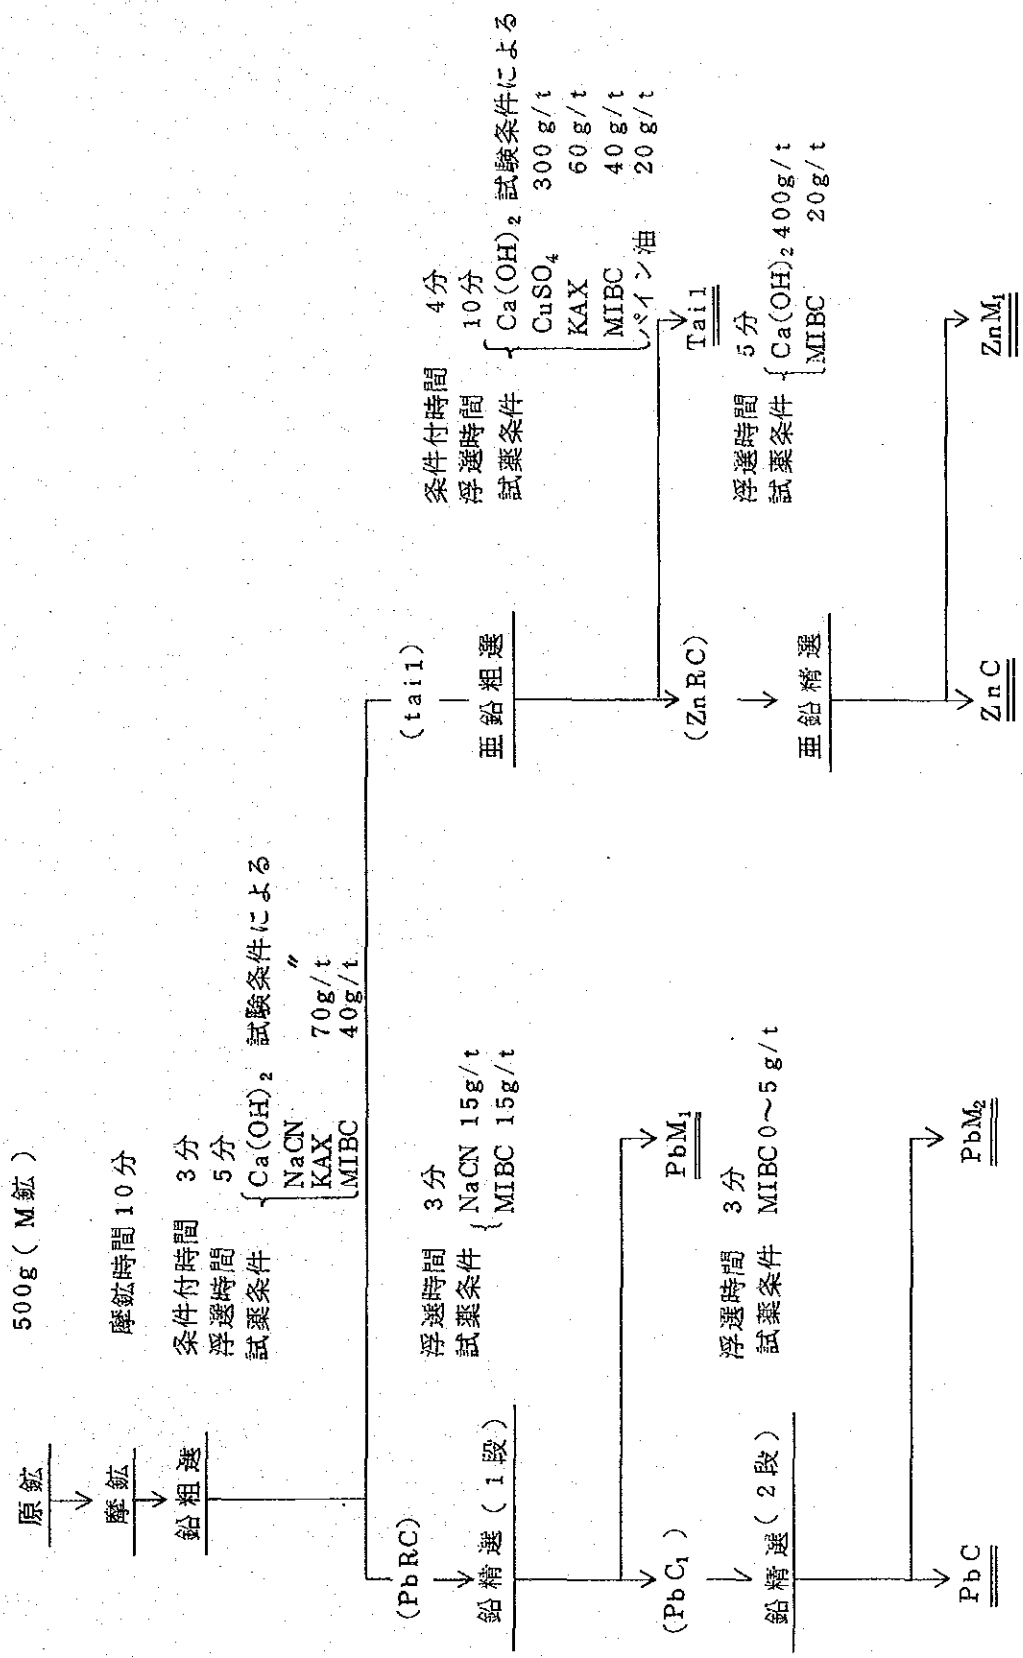 原鉱 500g ( M鉱 )
摩鉱 摩鉱時間10分
鉛粗選 条件付時間 3分
浮選時間 5分
試薬条件 Ca(OH)₂ 試験条件による
NaCN 〃
KAX 70g/t
MIBC 40g/t
(PbRC)
鉛精選 ( 1段 )
浮選時間 3分
試薬条件 NaCN 15g/t
MIBC 15g/t
PbM₁
(PbC₁)
鉛精選 ( 2段 )
浮選時間 3分
試薬条件 MIBC 0~5g/t
PbC
PbM₂
(tail)
亜鉛粗選
条件付時間 4分
浮選時間 10分
試薬条件 Ca(OH)₂ 試験条件による
CuSO₄ 300g/t
KAX 60g/t
MIBC 40g/t
パイン油 20g/t
Tail
(ZnRC)
亜鉛精選
浮選時間 5分
試薬条件 Ca(OH)₂ 400g/t
MIBC 20g/t
ZnC
ZnM₁